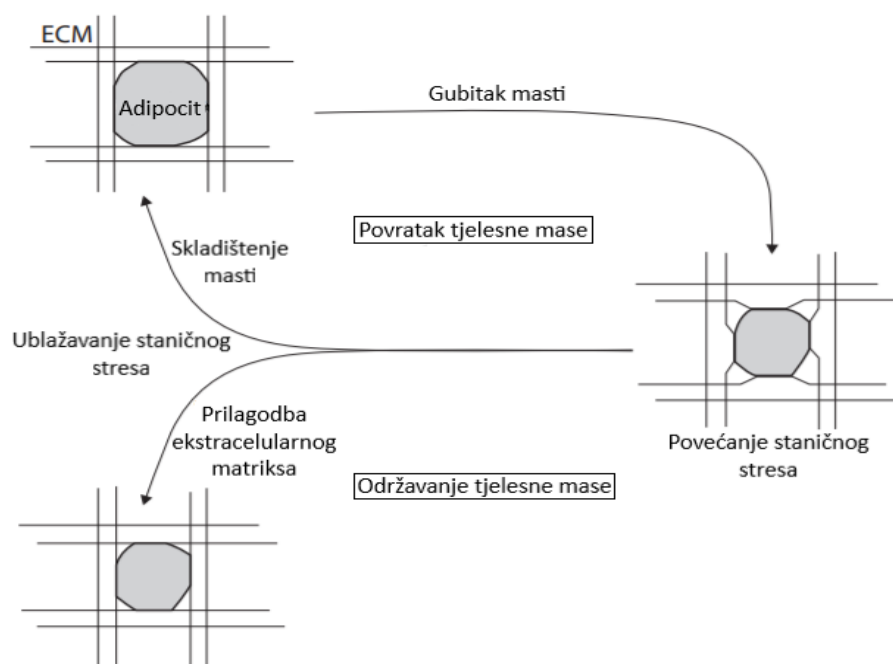 ECM
Adipocit
Gubitak masti
Povratak tjelesne mase
Skladištenje
masti
Ublažavanje staničnog
stresa
Prilagodba
ekstracelularnog
matriksa
Povećanje staničnog
stresa
Održavanje tjelesne mase